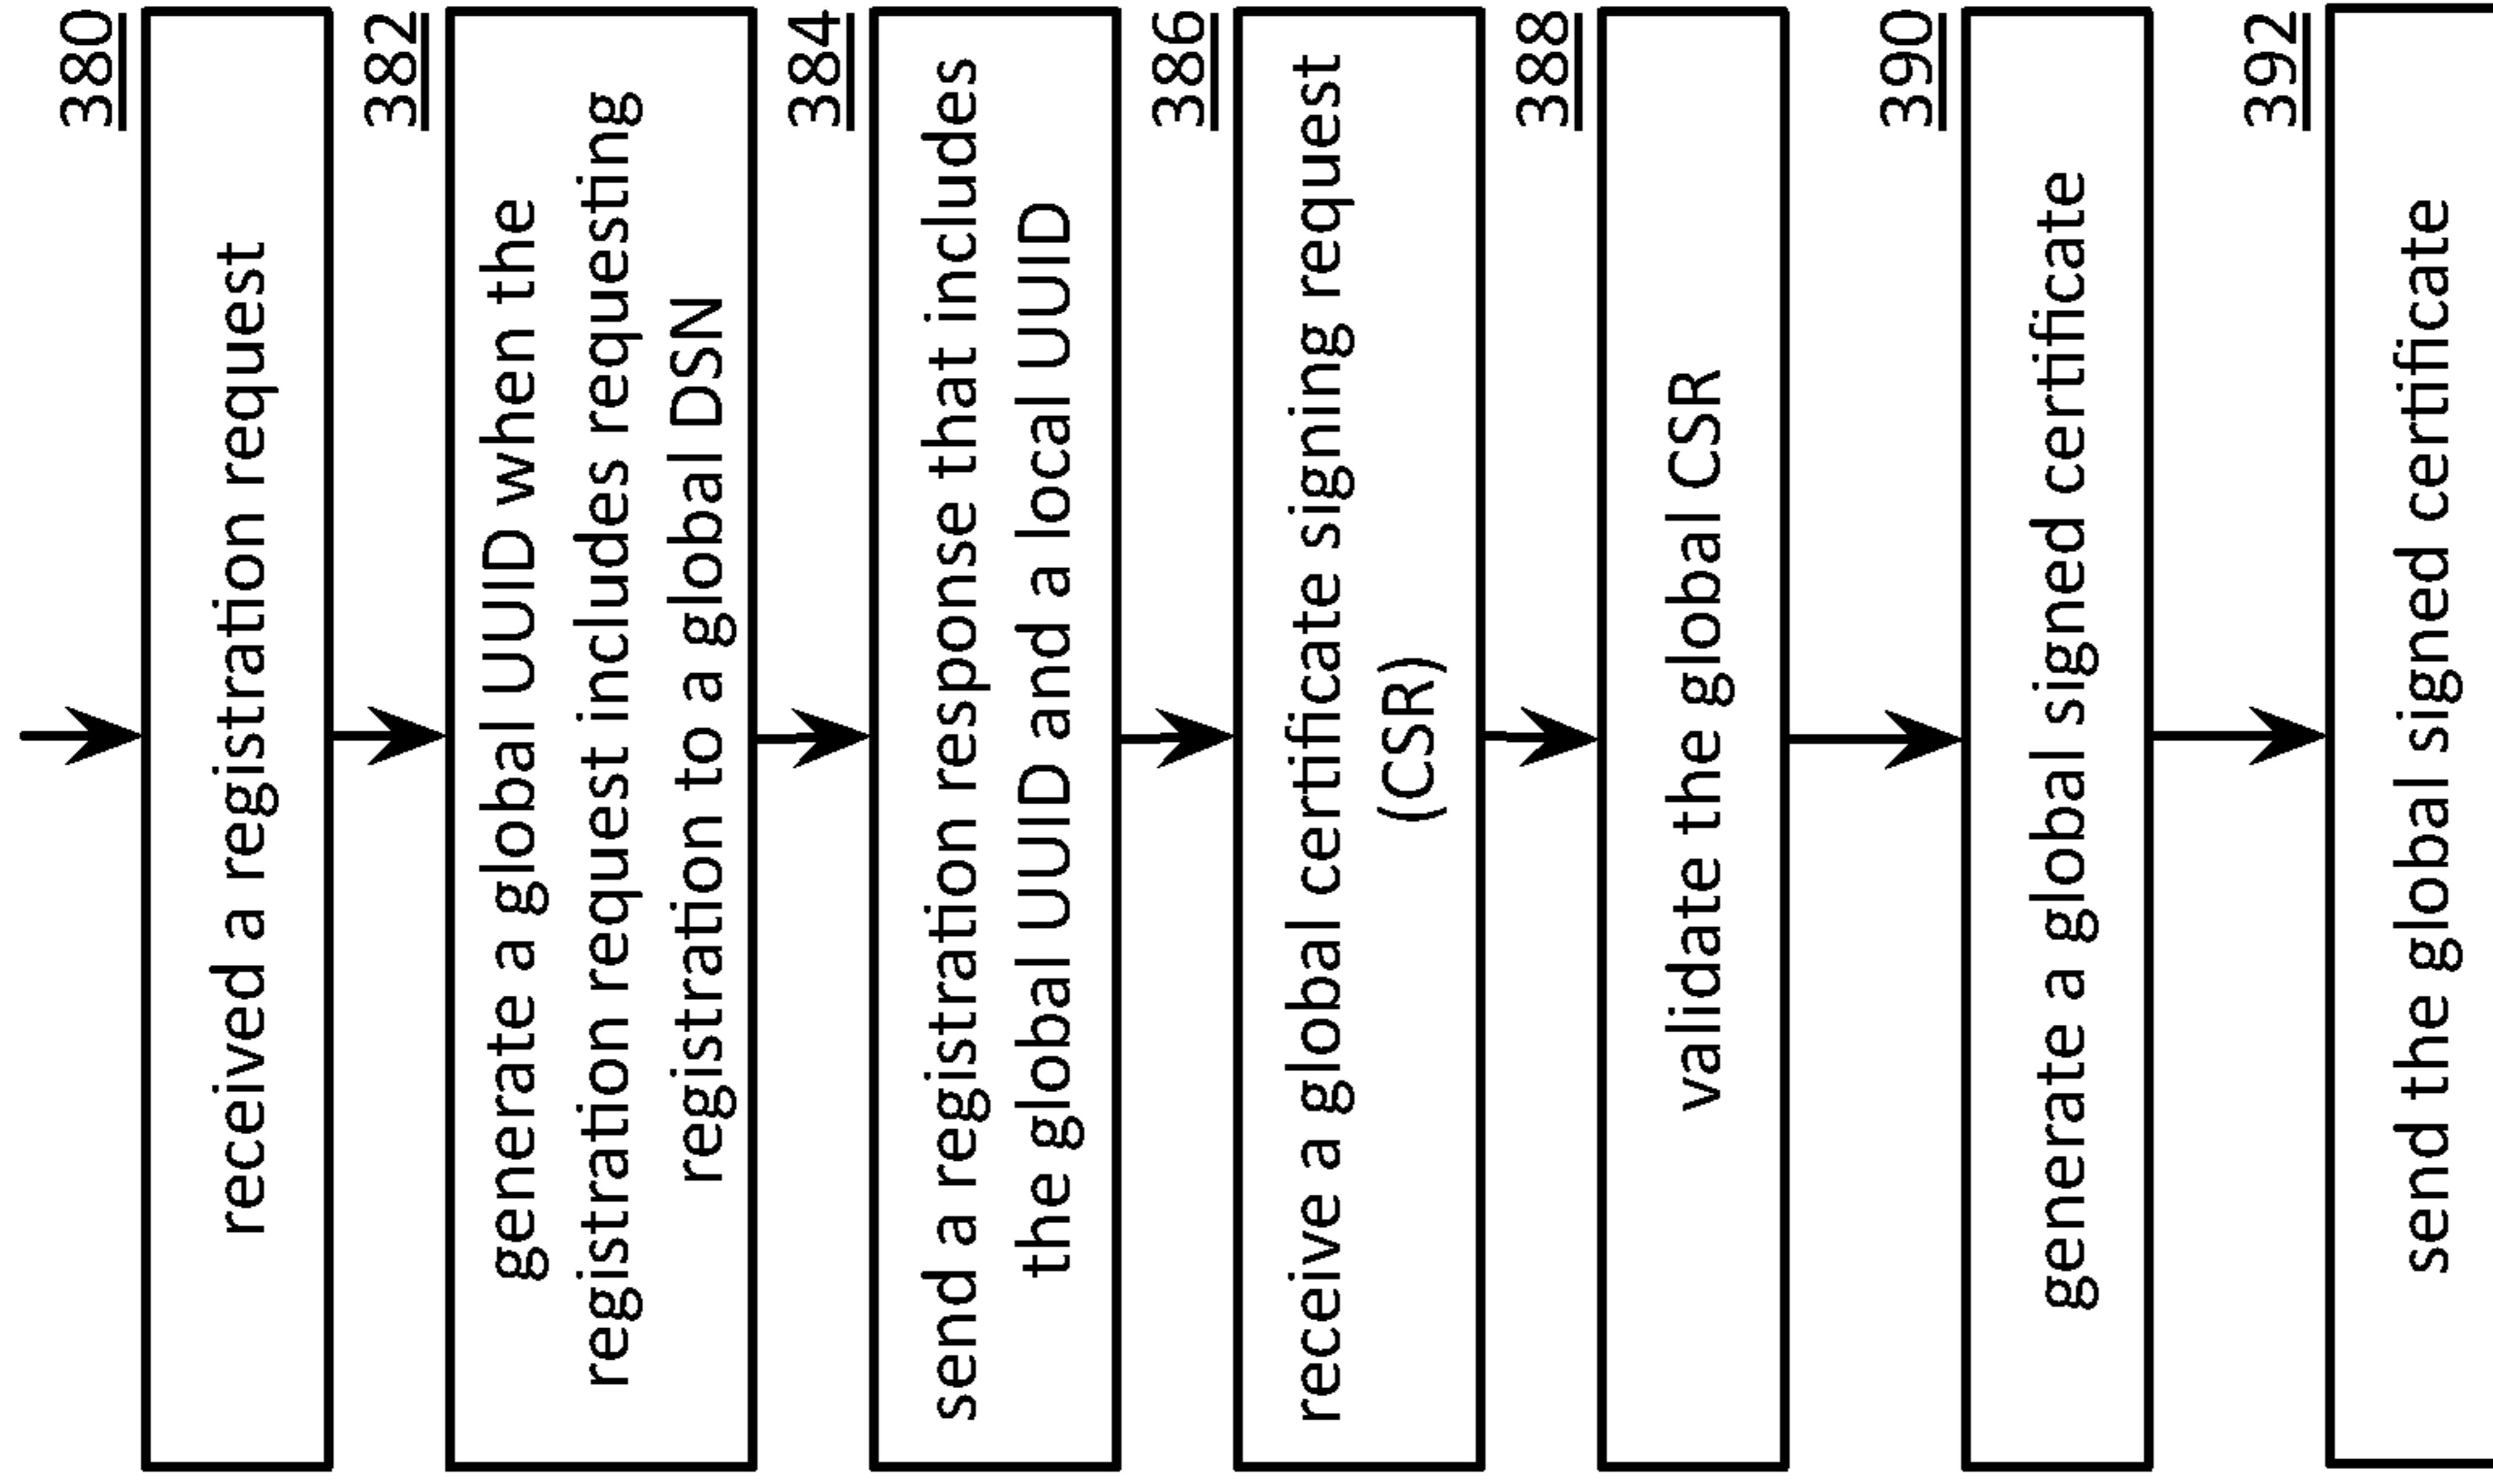 380
received a registration request
382
generate a global UUID when the
registration request includes requesting
registration to a global DSN
384
send a registration response that includes
the global UUID and a local UUID
386
receive a global certificate signing request
(CSR)
388
validate the global CSR
390
generate a global signed certificate
392
send the global signed certificate